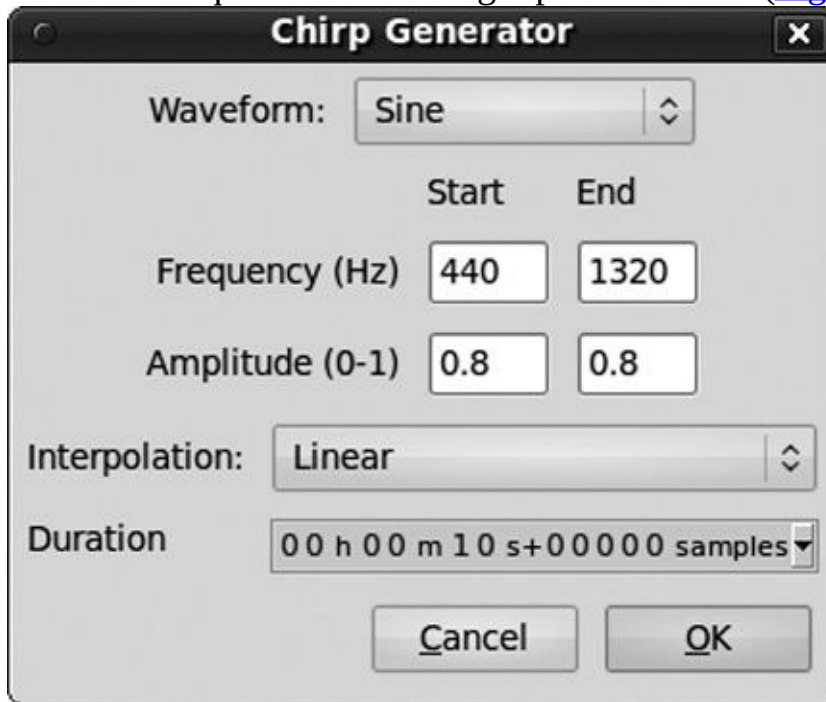 Chirp Generator
Waveform: Sine
Start End
Frequency (Hz) 440 1320
Amplitude (0-1) 0.8 0.8
Interpolation: Linear
Duration 00 h 00 m 10 s+00000 samples
Cancel OK